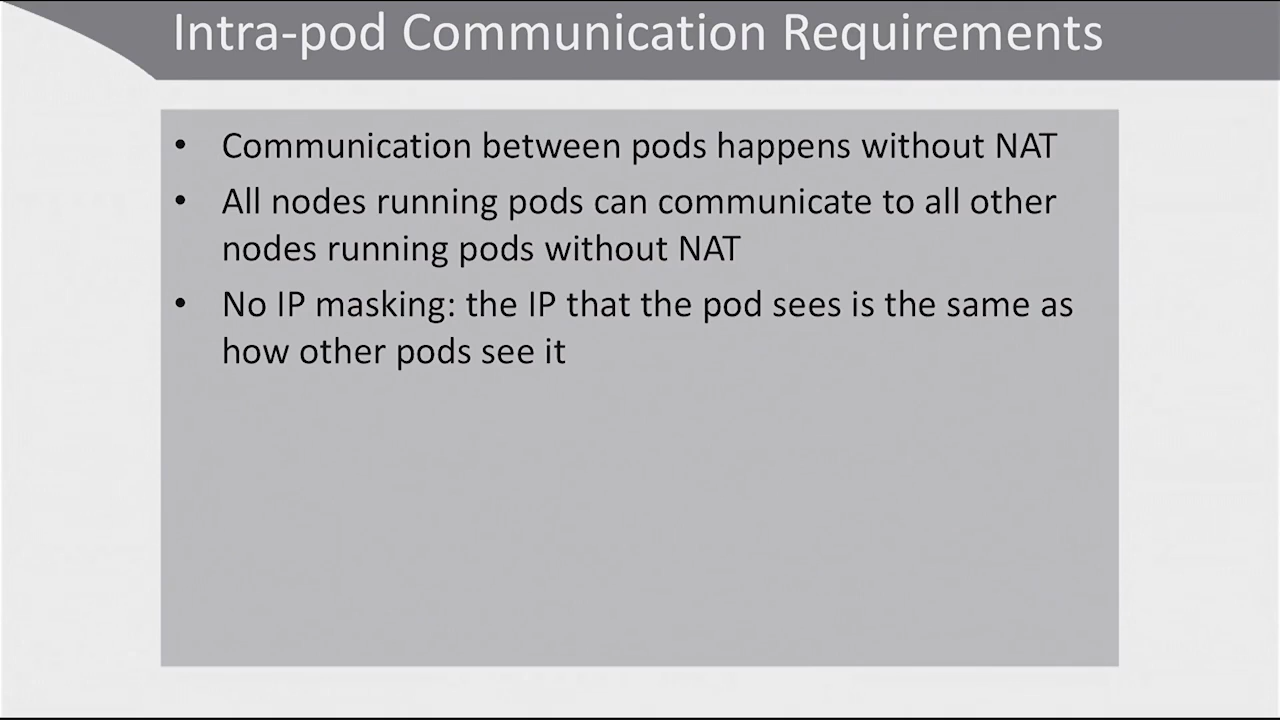 Intra-pod Communication Requirements
• Communication between pods happens without NAT
• All nodes running pods can communicate to all other
nodes running pods without NAT
• No IP masking: the IP that the pod sees is the same as
how other pods see it